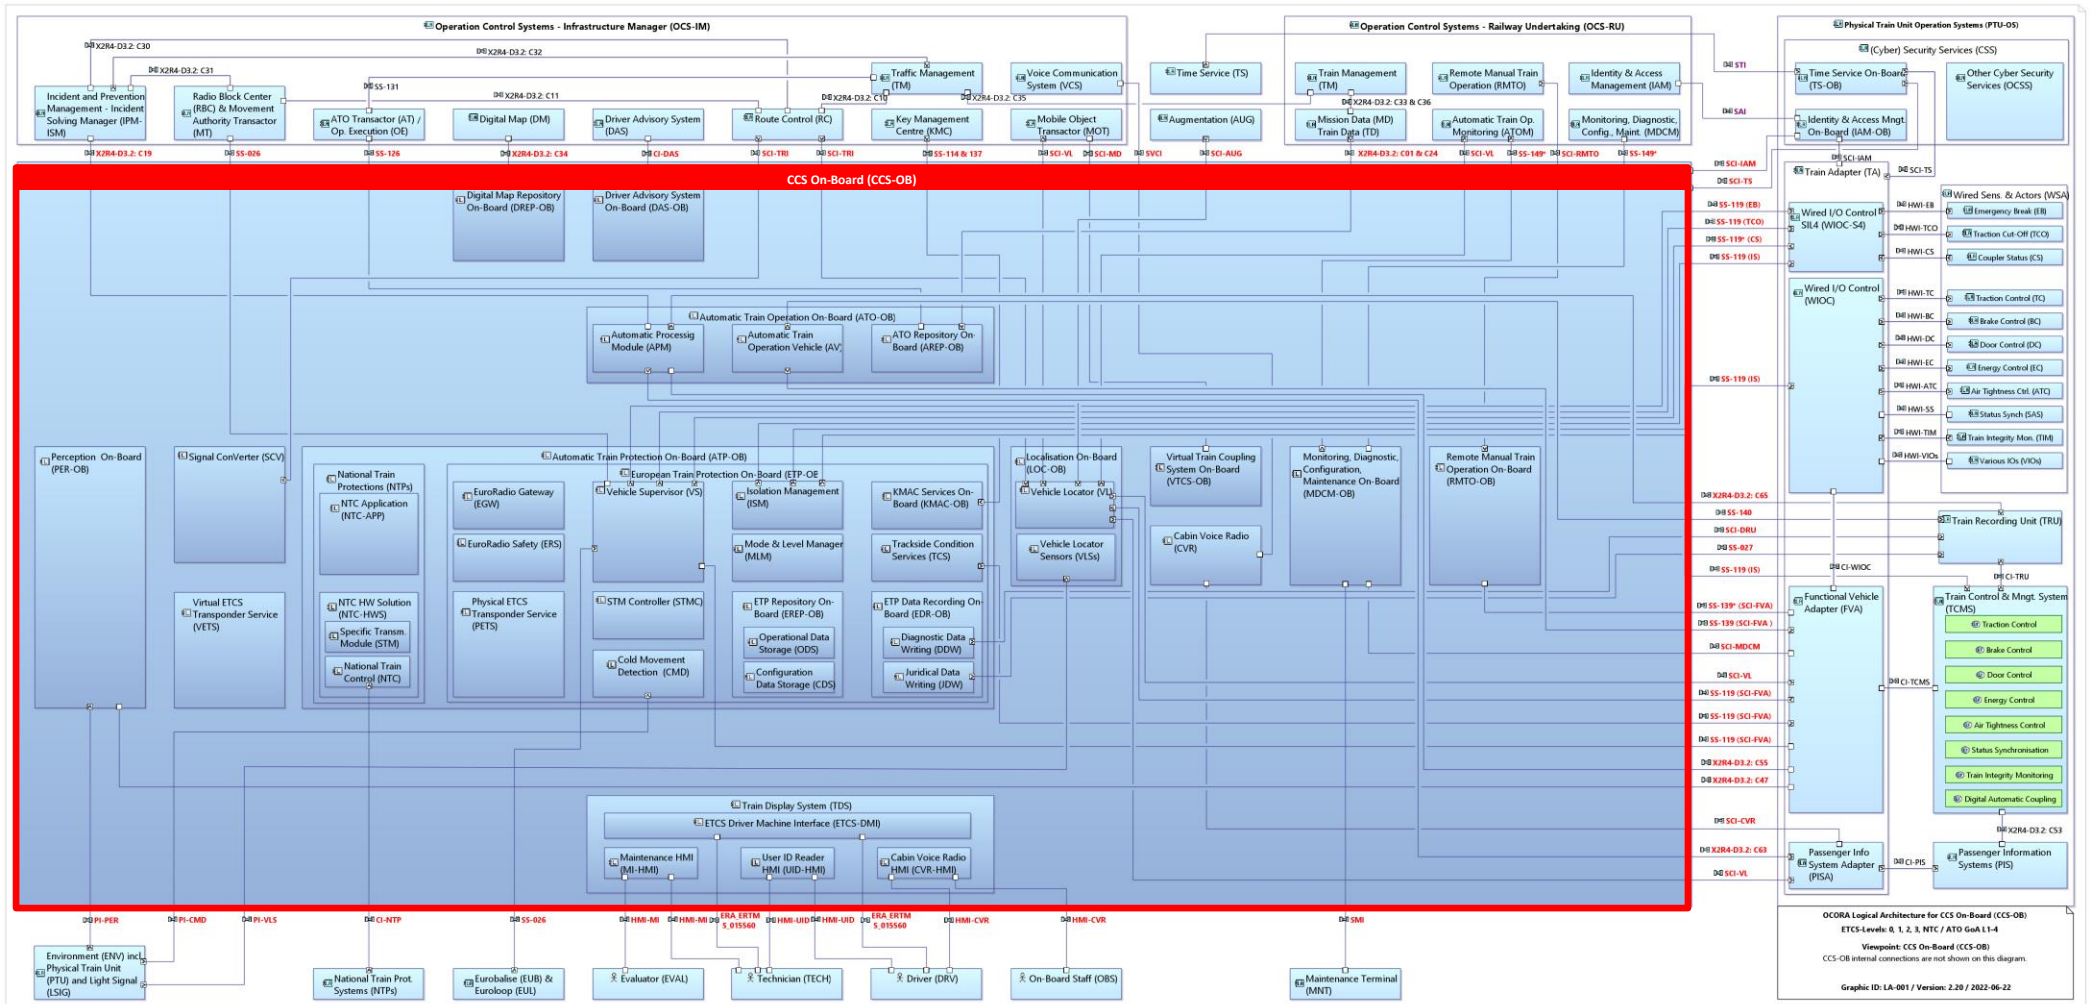 Operation Control Systems - Infrastructure Manager (OCS-IM)
Operation Control Systems - Railway Undertaking (OCS-RU)
Physical Train Unit Operation Systems (PTU-OS)
(Cyber) Security Services (CSS)
X2R4-D3.2: C30
X2R4-D3.2: C32
X2R4-D3.2: C31
SS-131
X2R4-D3.2: C11
X2R4-D3.2: C10
X2R4-D3.2: C35
X2R4-D3.2: C33 & C36
STI
SAI
Incident and Prevention
Management - Incident
Solving Manager (IPM-
ISM)
Radio Block Center
(RBC) & Movement
Authority Transactor
(MT)
ATO Transactor (AT) /
Op. Execution (OE)
Digital Map (DM)
Driver Advisory System
(DAS)
Route Control (RC)
Traffic Management
(TM)
Key Management
Centre (KMC)
Voice Communication
System (VCS)
Mobile Object
Transactor (MOT)
Time Service (TS)
Augmentation (AUG)
Train Management
(TM)
Mission Data (MD)
Train Data (TD)
Remote Manual Train
Operation (RMTO)
Automatic Train Op.
Monitoring (ATOM)
Identity & Access
Management (IAM)
Monitoring, Diagnostic,
Config., Maint. (MDCM)
Time Service On-Board
(TS-OB)
Other Cyber Security
Services (OCSS)
Identity & Access Mngt.
On-Board (IAM-OB)
X2R4-D3.2: C19
SS-026
SS-126
X2R4-D3.2: C34
CI-DAS
SCI-TRI
SCI-TRI
SS-114 & 137
SCI-VL
SCI-MD
SVCI
SCI-AUG
X2R4-D3.2: C01 & C24
SCI-VL
SS-149*
SCI-RMTO
SS-149*
SCI-IAM
SCI-TS
SCI-IAM
SCI-TS
CCS On-Board (CCS-OB)
Digital Map Repository
On-Board (DREP-OB)
Driver Advisory System
On-Board (DAS-OB)
Automatic Train Operation On-Board (ATO-OB)
Automatic Processig
Module (APM)
Automatic Train
Operation Vehicle (AV)
ATO Repository On-
Board (AREP-OB)
Perception On-Board
(PER-OB)
Signal ConVerter (SCV)
Virtual ETCS
Transponder Service
(VETS)
Automatic Train Protection On-Board (ATP-OB)
National Train
Protections (NTPs)
NTC Application
(NTC-APP)
NTC HW Solution
(NTC-HWS)
Specific Transm.
Module (STM)
National Train
Control (NTC)
European Train Protection On-Board (ETP-OB
EuroRadio Gateway
(EGW)
EuroRadio Safety (ERS)
Physical ETCS
Transponder Service
(PETS)
Vehicle Supervisor (VS)
STM Controller (STMC)
Cold Movement
Detection (CMD)
Isolation Management
(ISM)
Mode & Level Manager
(MLM)
ETP Repository On-
Board (EREP-OB)
Operational Data
Storage (ODS)
Configuration
Data Storage (CDS)
KMAC Services On-
Board (KMAC-OB)
Trackside Condition
Services (TCS)
ETP Data Recording On-
Board (EDR-OB)
Diagnostic Data
Writing (DDW)
Juridical Data
Writing (JDW)
Localisation On-Board
(LOC-OB)
Vehicle Locator (VL)
Vehicle Locator
Sensors (VLSs)
Virtual Train Coupling
System On-Board
(VTCS-OB)
Cabin Voice Radio
(CVR)
Monitoring, Diagnostic,
Configuration,
Maintenance On-Board
(MDCM-OB)
Remote Manual Train
Operation On-Board
(RMTO-OB)
Train Display System (TDS)
ETCS Driver Machine Interface (ETCS-DMI)
Maintenance HMI
(MI-HMI)
User ID Reader
HMI (UID-HMI)
Cabin Voice Radio
HMI (CVR-HMI)
SS-119 (EB)
SS-119 (TCO)
SS-119* (CS)
SS-119 (IS)
SS-119 (IS)
X2R4-D3.2: C65
SS-140
SCI-DRU
SS-027
SS-119 (IS)
SS-139* (SCI-FVA)
SS-139 (SCI-FVA )
SCI-MDCM
SCI-VL
SS-119 (SCI-FVA)
SS-119 (SCI-FVA)
SS-119 (SCI-FVA)
X2R4-D3.2: C55
X2R4-D3.2: C47
SCI-CVR
X2R4-D3.2: C63
SCI-VL
Train Adapter (TA)
Wired I/O Control
SIL4 (WIOC-S4)
Wired I/O Control
(WIOC)
CI-WIOC
Functional Vehicle
Adapter (FVA)
Passenger Info
System Adapter
(PISA)
HWI-EB
HWI-TCO
HWI-CS
HWI-TC
HWI-BC
HWI-DC
HWI-EC
HWI-ATC
HWI-SS
HWI-TIM
HWI-VIOs
Wired Sens. & Actors (WSA)
Emergency Break (EB)
Traction Cut-Off (TCO)
Coupler Status (CS)
Traction Control (TC)
Brake Control (BC)
Door Control (DC)
Energy Control (EC)
Air Tightness Ctrl. (ATC)
Status Synch (SAS)
Train Integrity Mon. (TIM)
Various IOs (VIOs)
Train Recording Unit (TRU)
CI-TRU
Train Control & Mngt. System
(TCMS)
Traction Control
Brake Control
Door Control
Energy Control
Air Tightness Control
Status Synchronisation
Train Integrity Monitoring
Digital Automatic Coupling
CI-TCMS
X2R4-D3.2: C53
CI-PIS
Passenger Information
Systems (PIS)
PI-PER
PI-CMD
PI-VLS
CI-NTP
SS-026
HMI-MI
HMI-MI
ERA_ERTM
S_015560
HMI-UID
HMI-UID
ERA_ERTM
S_015560
HMI-CVR
HMI-CVR
SMI
Environment (ENV) incl.
Physical Train Unit
(PTU) and Light Signal
(LSIG)
National Train Prot.
Systems (NTPs)
Eurobalise (EUB) &
Euroloop (EUL)
Evaluator (EVAL)
Technician (TECH)
Driver (DRV)
On-Board Staff (OBS)
Maintenance Terminal
(MNT)
OCORA Logical Architecture for CCS On-Board (CCS-OB)
ETCS-Levels: 0, 1, 2, 3, NTC / ATO GoA L1-4
Viewpoint: CCS On-Board (CCS-OB)
CCS-OB internal connections are not shown on this diagram.
Graphic ID: LA-001 / Version: 2.20 / 2022-06-22